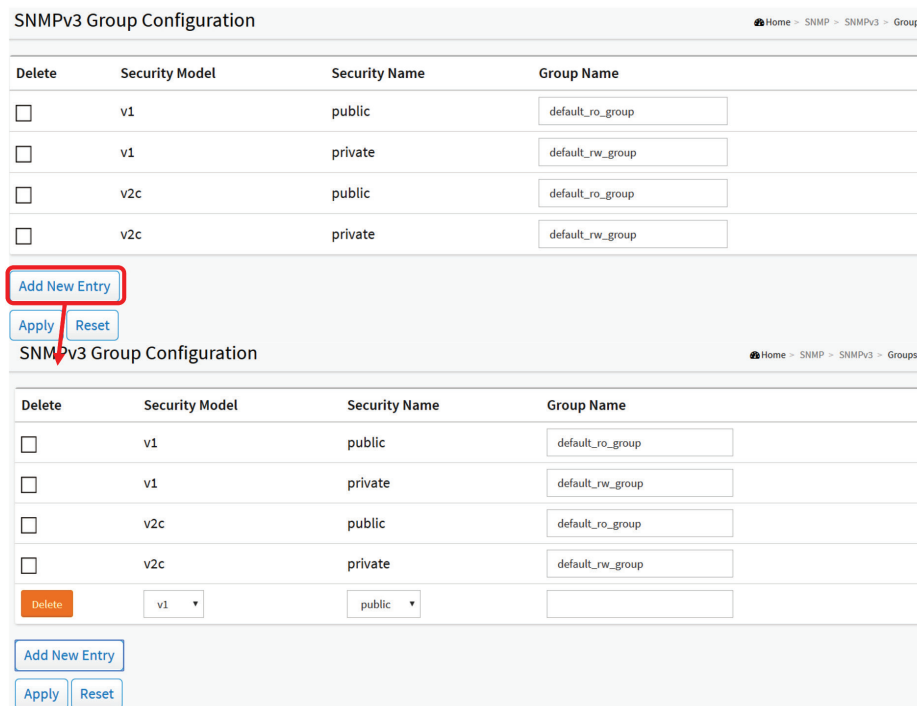 SNMPv3 Group Configuration
Home > SNMP > SNMPv3 > Group
Delete Security Model Security Name Group Name
v1 public default_ro_group
v1 private default_rw_group
v2c public default_ro_group
v2c private default_rw_group
Add New Entry
Apply Reset
SNMPv3 Group Configuration
Home > SNMP > SNMPv3 > Groups
Delete Security Model Security Name Group Name
v1 public default_ro_group
v1 private default_rw_group
v2c public default_ro_group
v2c private default_rw_group
Delete v1 public
Add New Entry
Apply Reset